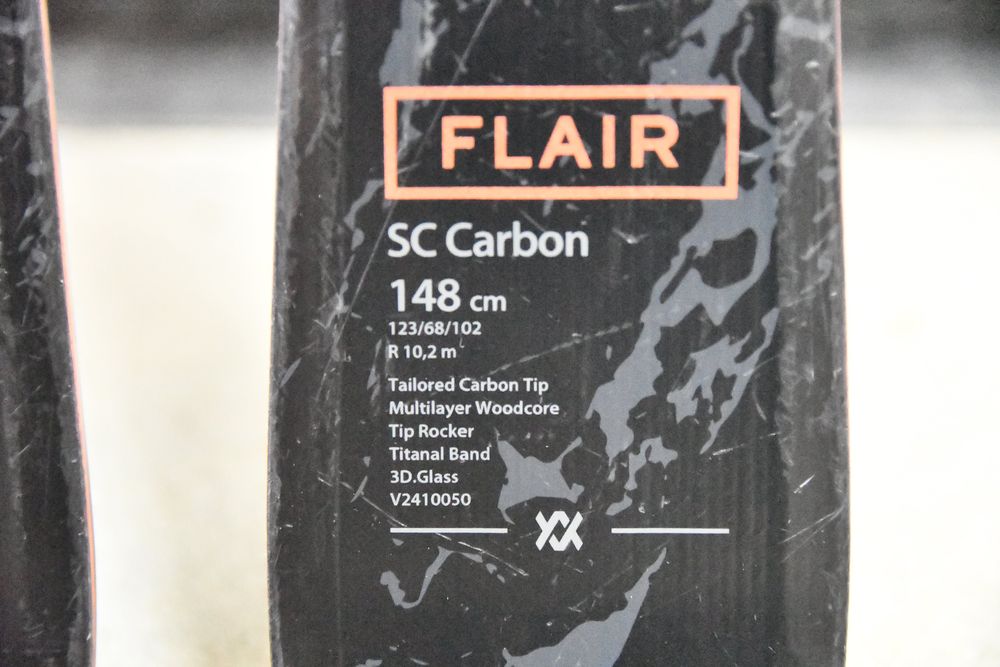 FLAIR
SC Carbon
148 cm
123/68/102
R 10,2 m
Tailored Carbon Tip
Multilayer Woodcore
Tip Rocker
Titanal Band
3D.Glass
V2410050